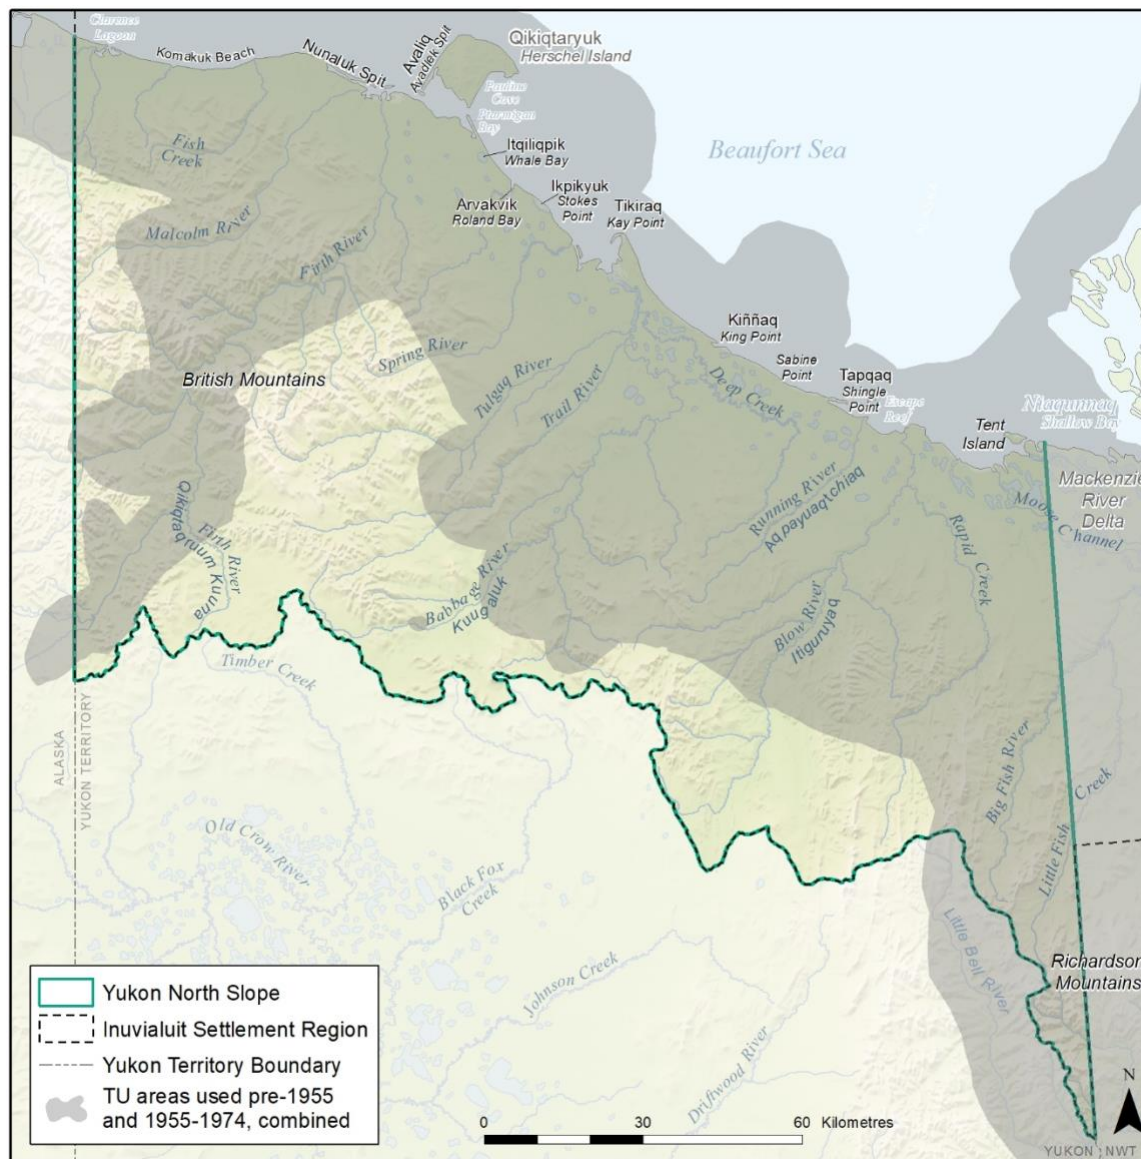 Clarence
Lagoon
Komakuk Beach
Nunaluk Spit
Avaliq
Avadlek Spit
Qikiqtaryuk
Herschel Island
Pauline
Cove
Ptarmigan
Bay
Fish
Creek
Itqiliqpik
Whale Bay
Beaufort Sea
Arvakvik
Roland Bay
Ikpikyuk
Stokes
Point
Tikiraq
Kay Point
Malcolm River
Firth River
Kiññaq
King Point
Spring River
Sabine
Point
British Mountains
Tulgaq River
Trail River
Deep Creek
Tapqaq
Shingle
Point
Escape
Reef
Niaqunnaq
Shallow Bay
Tent
Island
Mackenzie
River
Delta
Moose Channel
Running River
Aqpayuaqtchiaq
Qikiqtaqruum Kuuna
Firth River
Rapid Creek
Babbage River
Kuugaluk
Blow River
Itiguruyaq
Timber Creek
ALASKA
YUKON TERRITORY
Big Fish River
Old Crow River
Black Fox
Creek
Little Fish Creek
Little Bell River
Johnson Creek
Richardson
Mountains
Driftwood River
Yukon North Slope
Inuvialuit Settlement Region
Yukon Territory Boundary
TU areas used pre-1955
and 1955-1974, combined
0 30 60 Kilometres
N
YUKON NWT